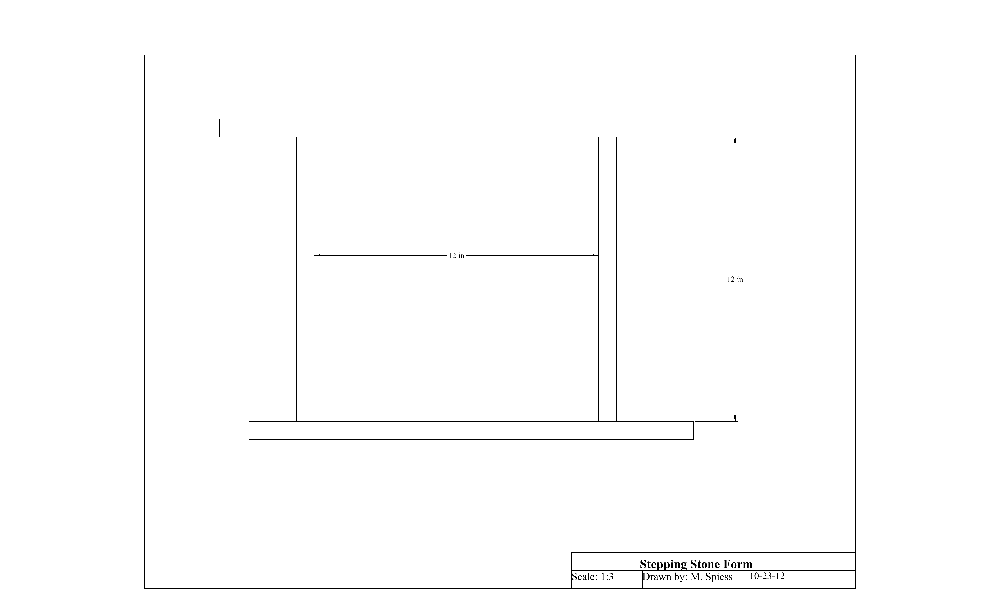 12 in
12 in
Stepping Stone Form
Scale: 1:3
Drawn by: M. Spiess
10-23-12